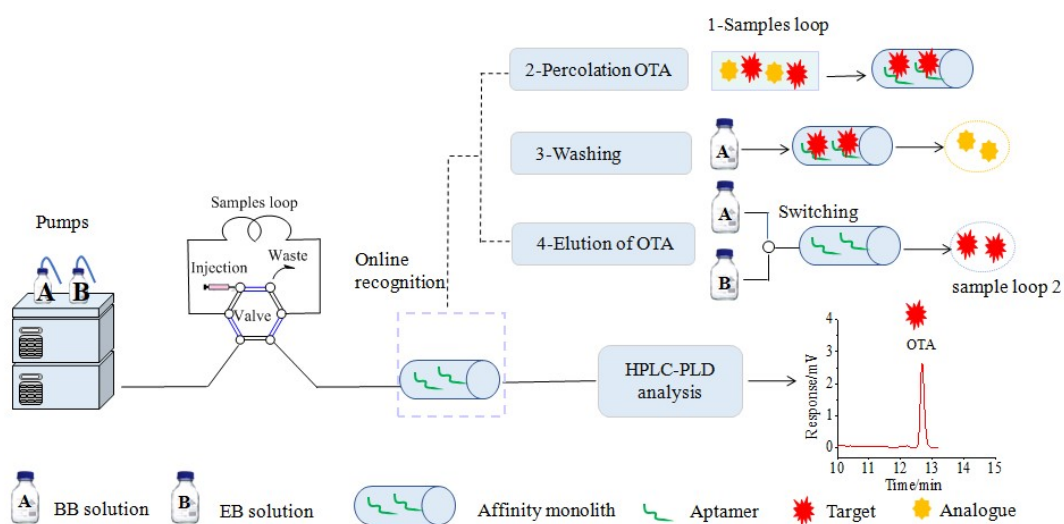 1-Samples loop
2-Percolation OTA
3-Washing
A
A
Switching
4-Elution of OTA
B
sample loop 2
Pumps
A B
Samples loop
Injection
Waste
Valve
Online
recognition
HPLC-PLD
analysis
OTA
Response/mV
4
3
2
1
0
10 11 12 13 14 15
Time/min
A BB solution
B EB solution
Affinity monolith
Aptamer
Target
Analogue